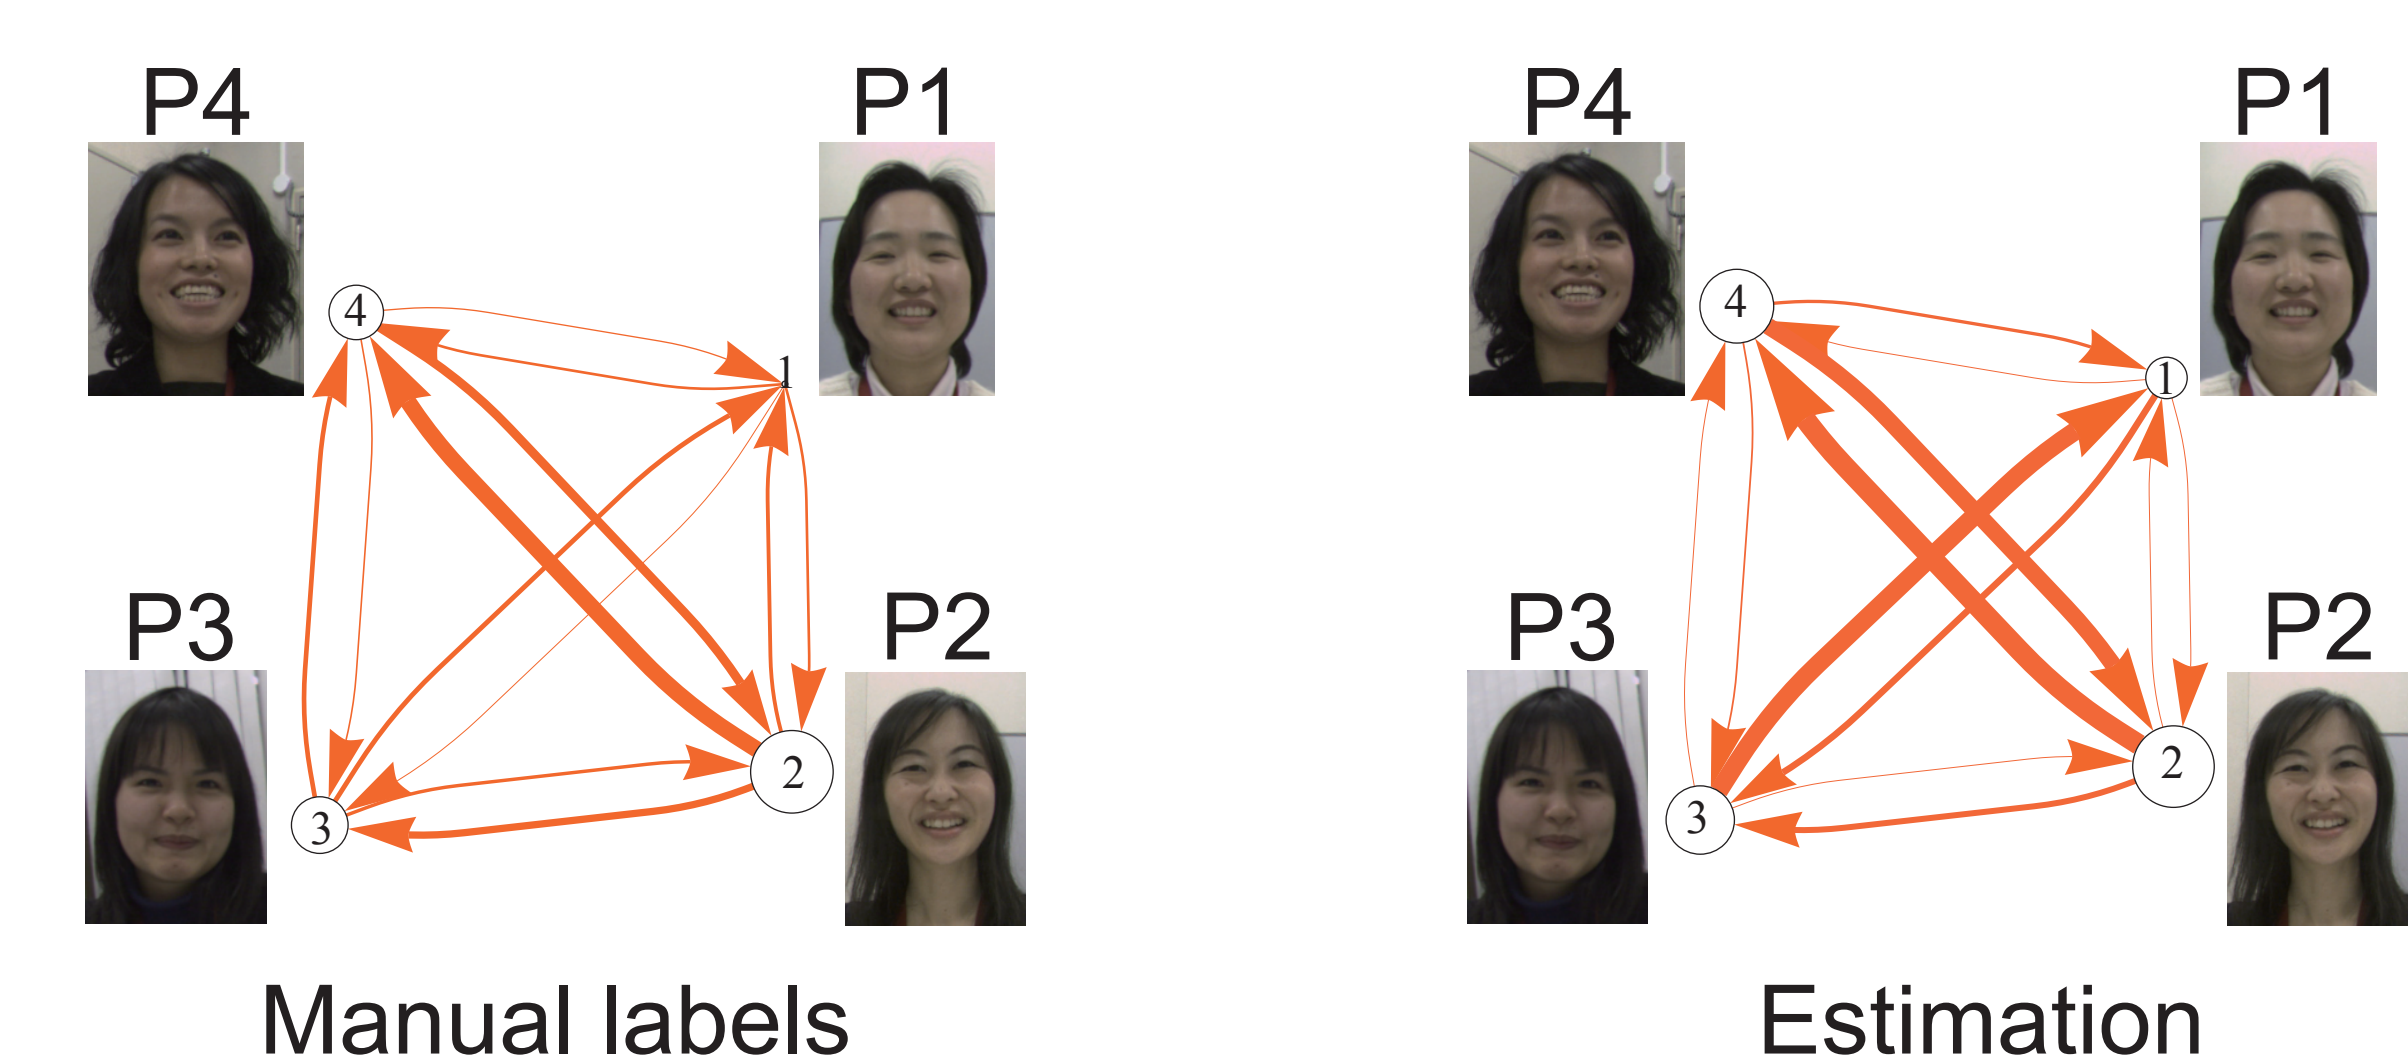 P4 P1 P4 P1
4 1 4 1
P3 P2 P3 P2
3 2 3 2
Manual labels Estimation